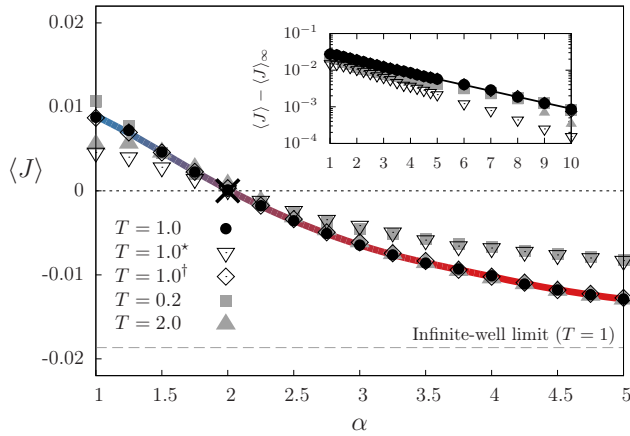 10⁻¹
10⁻²
10⁻³
10⁻⁴
⟨J⟩ − ⟨J⟩∞
1 2 3 4 5 6 7 8 9 10
0.02
0.01
0
-0.01
-0.02
⟨J⟩
T = 1.0
T = 1.0⋆
T = 1.0†
T = 0.2
T = 2.0
Infinite-well limit (T = 1)
1 1.5 2 2.5 3 3.5 4 4.5 5
α